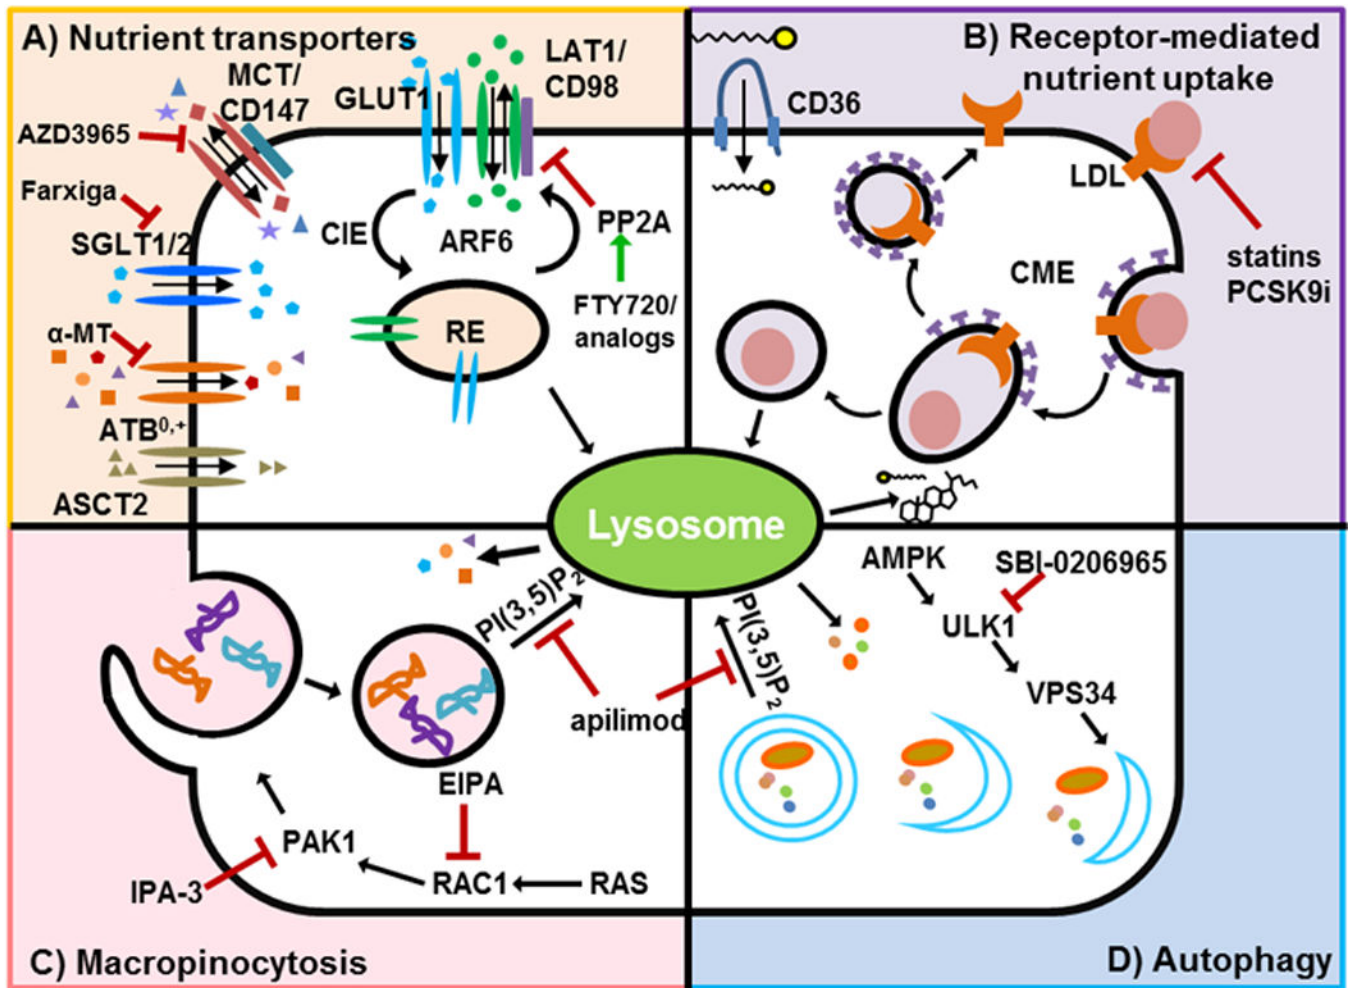 A) Nutrient transporters
MCT/
CD147
AZD3965
Farxiga
SGLT1/2
α-MT
ATB0,+
ASCT2
GLUT1
LAT1/
CD98
CIE
ARF6
PP2A
FTY720/
analogs
RE
B) Receptor-mediated
nutrient uptake
CD36
LDL
statins
PCSK9i
CME
Lysosome
PI(3,5)P2
apilimod
EIPA
PAK1
IPA-3
RAC1
RAS
C) Macropinocytosis
AMPK
SBI-0206965
ULK1
VPS34
PI(3,5)P2
D) Autophagy